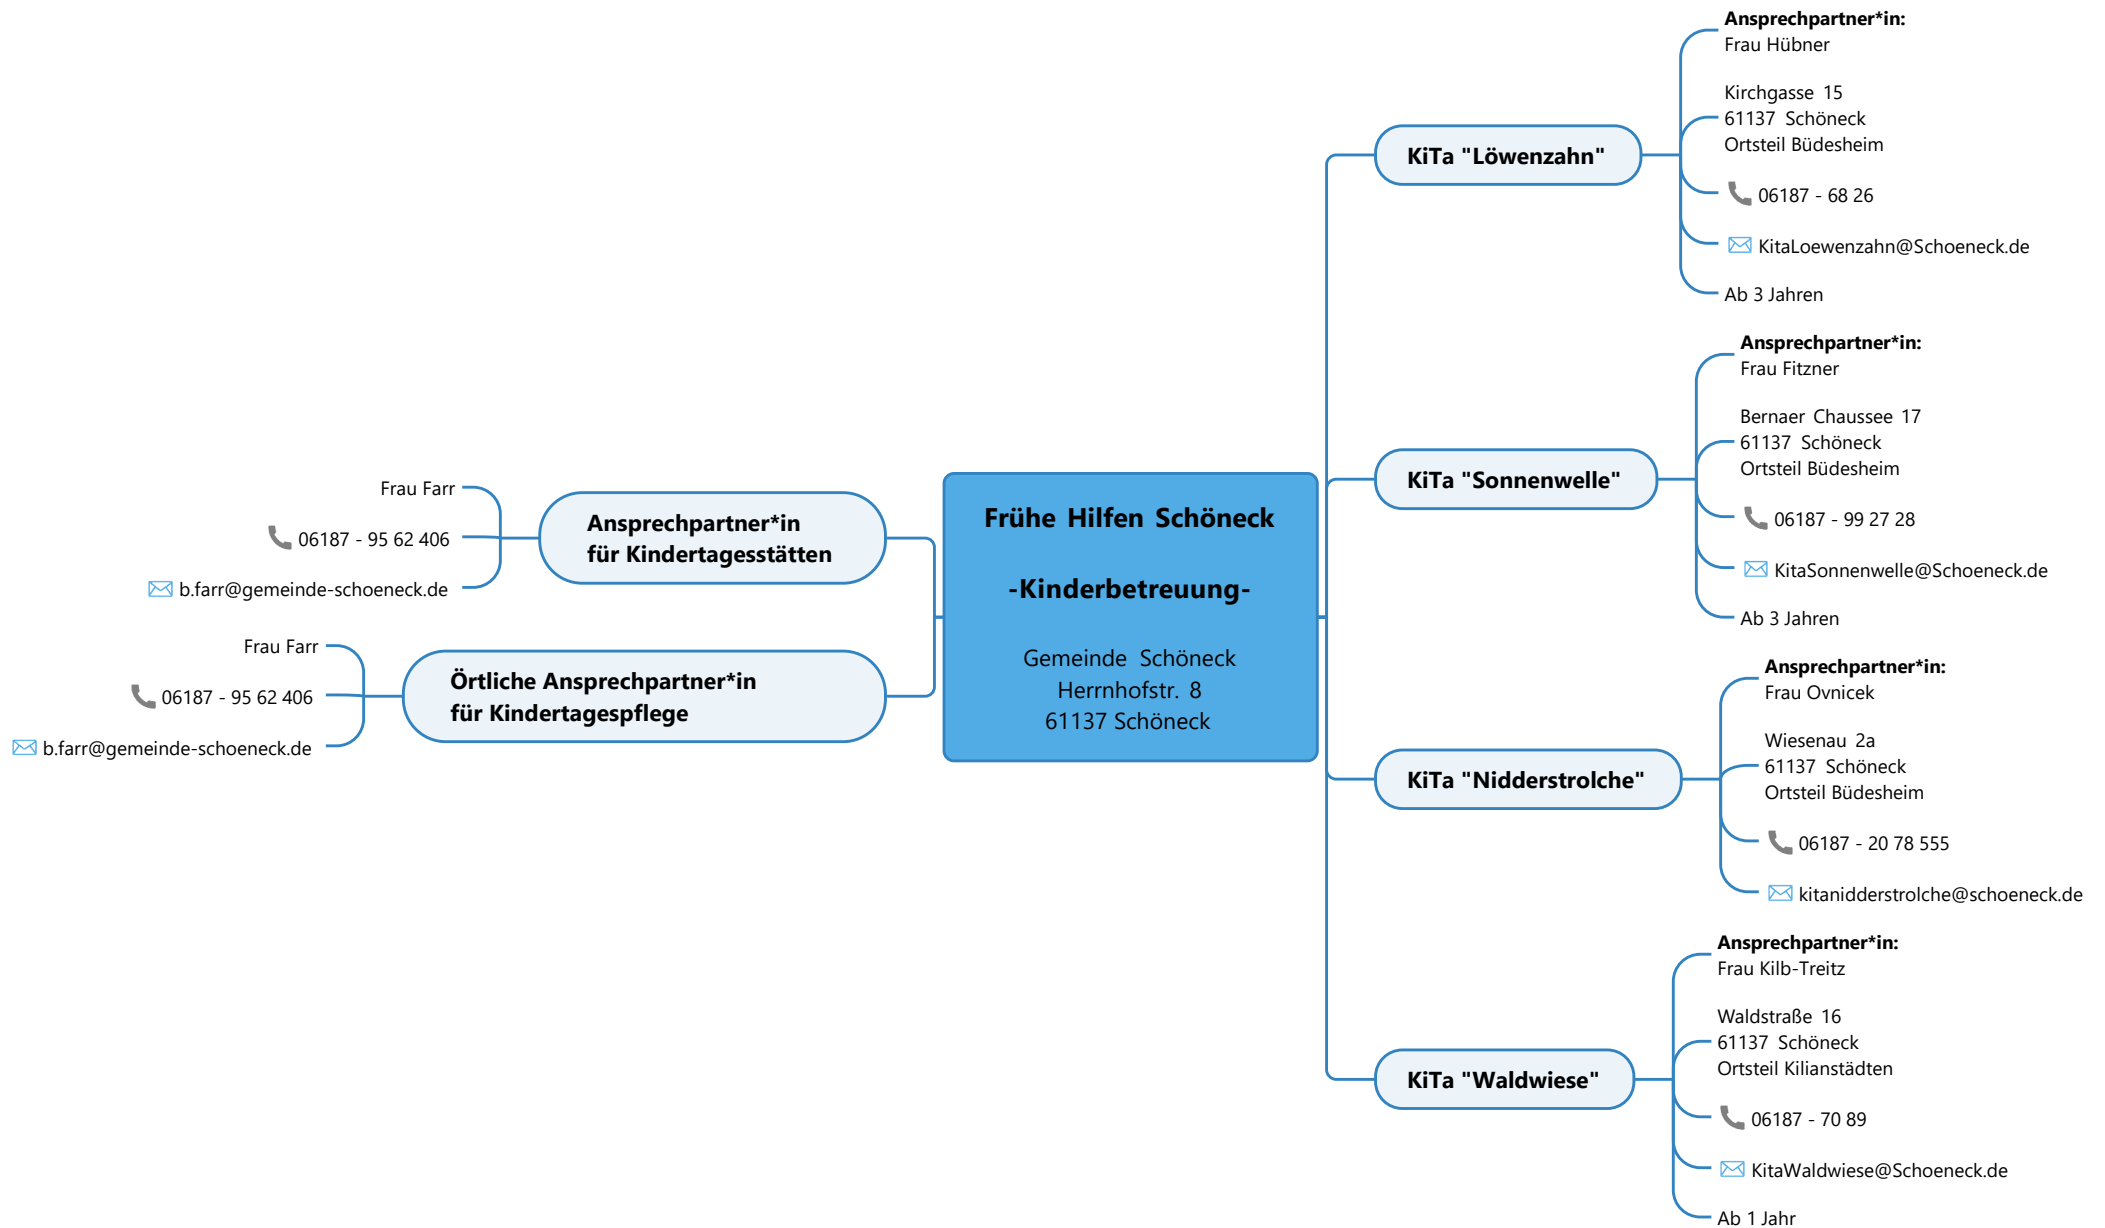 Frühe Hilfen Schöneck
-Kinderbetreuung-
Gemeinde Schöneck
Herrnhofstr. 8
61137 Schöneck
Ansprechpartner*in
für Kindertagesstätten
Frau Farr
06187 - 95 62 406
b.farr@gemeinde-schoeneck.de
Örtliche Ansprechpartner*in
für Kindertagespflege
Frau Farr
06187 - 95 62 406
b.farr@gemeinde-schoeneck.de
KiTa "Löwenzahn"
Ansprechpartner*in:
Frau Hübner
Kirchgasse 15
61137 Schöneck
Ortsteil Büdesheim
06187 - 68 26
KitaLoewenzahn@Schoeneck.de
Ab 3 Jahren
KiTa "Sonnenwelle"
Ansprechpartner*in:
Frau Fitzner
Bernaer Chaussee 17
61137 Schöneck
Ortsteil Büdesheim
06187 - 99 27 28
KitaSonnenwelle@Schoeneck.de
Ab 3 Jahren
KiTa "Nidderstrolche"
Ansprechpartner*in:
Frau Ovnicek
Wiesenau 2a
61137 Schöneck
Ortsteil Büdesheim
06187 - 20 78 555
kitanidderstrolche@schoeneck.de
KiTa "Waldwiese"
Ansprechpartner*in:
Frau Kilb-Treitz
Waldstraße 16
61137 Schöneck
Ortsteil Kilianstädten
06187 - 70 89
KitaWaldwiese@Schoeneck.de
Ab 1 Jahr